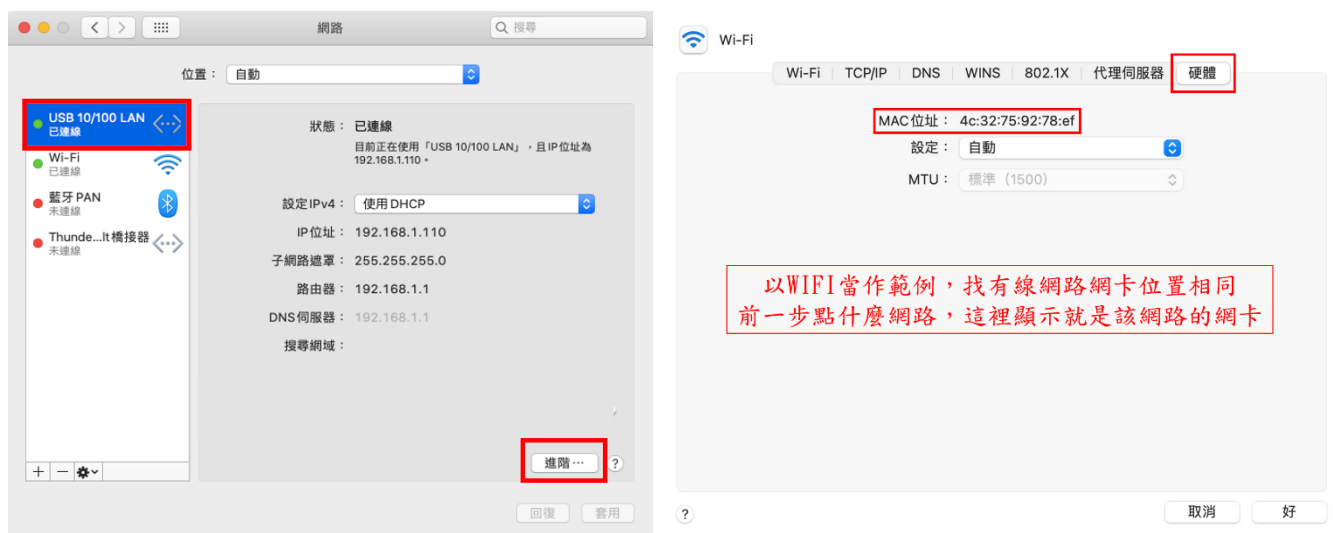 網路
搜尋
位置：
自動
USB 10/100 LAN
已連線
Wi-Fi
已連線
藍牙 PAN
未連線
Thunde...lt 橋接器
未連線
狀態：
已連線
目前正在使用「USB 10/100 LAN」，且 IP 位址為
192.168.1.110。
設定 IPv4：
使用 DHCP
IP 位址：
192.168.1.110
子網路遮罩：
255.255.255.0
路由器：
192.168.1.1
DNS 伺服器：
192.168.1.1
搜尋網域：
進階…
?
回復
套用
Wi-Fi
Wi-Fi
TCP/IP
DNS
WINS
802.1X
代理伺服器
硬體
MAC 位址：
4c:32:75:92:78:ef
設定：
自動
MTU：
標準（1500）
以WIFI當作範例，找有線網路網卡位置相同
前一步點什麼網路，這裡顯示就是該網路的網卡
?
取消
好